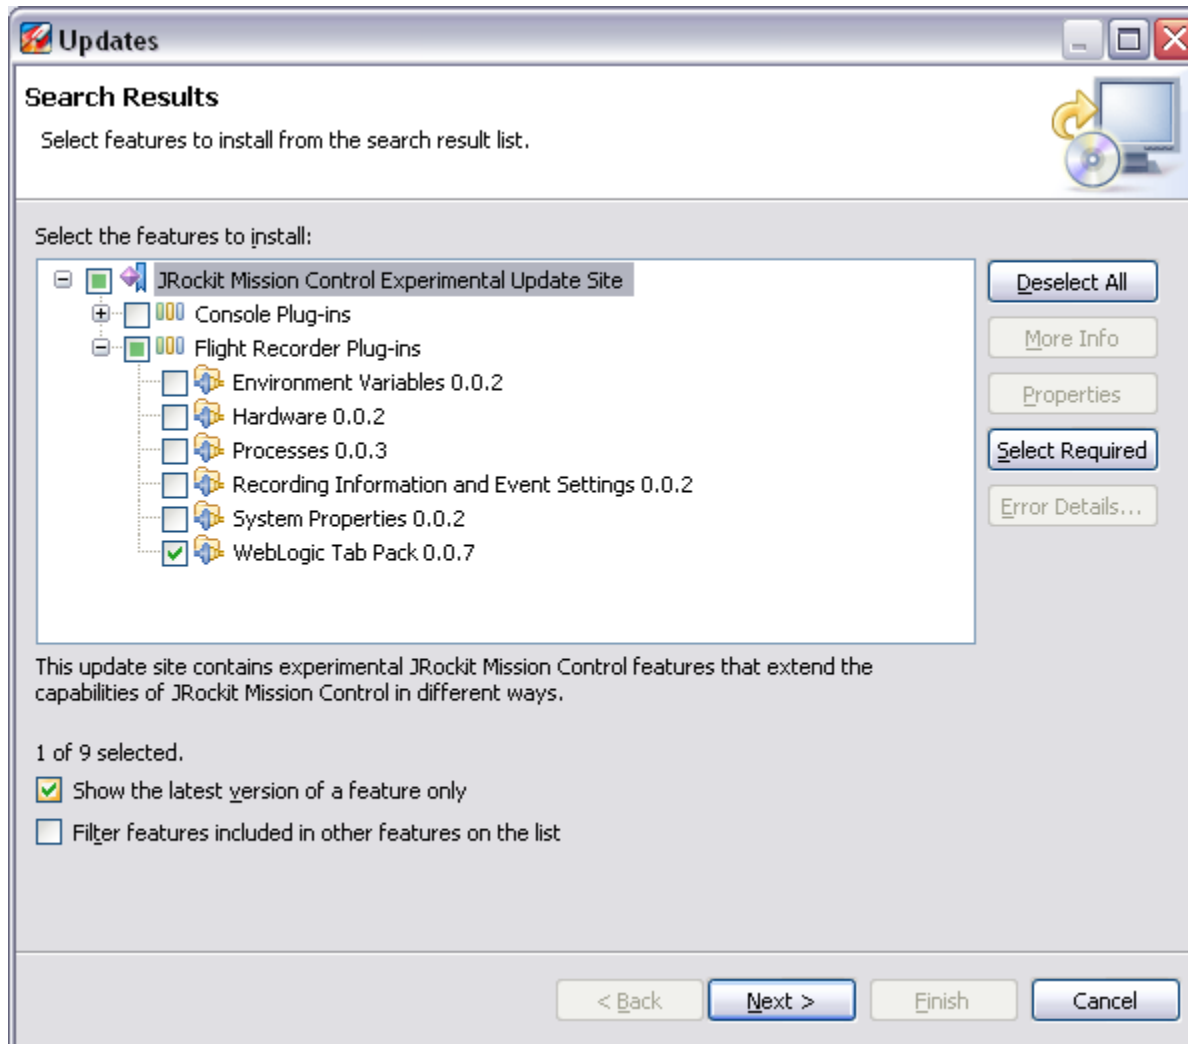 Updates
Search Results
Select features to install from the search result list.
Select the features to install:
JRockit Mission Control Experimental Update Site
Console Plug-ins
Flight Recorder Plug-ins
Environment Variables 0.0.2
Hardware 0.0.2
Processes 0.0.3
Recording Information and Event Settings 0.0.2
System Properties 0.0.2
WebLogic Tab Pack 0.0.7
Deselect All
More Info
Properties
Select Required
Error Details...
This update site contains experimental JRockit Mission Control features that extend the
capabilities of JRockit Mission Control in different ways.
1 of 9 selected.
Show the latest version of a feature only
Filter features included in other features on the list
< Back
Next >
Finish
Cancel